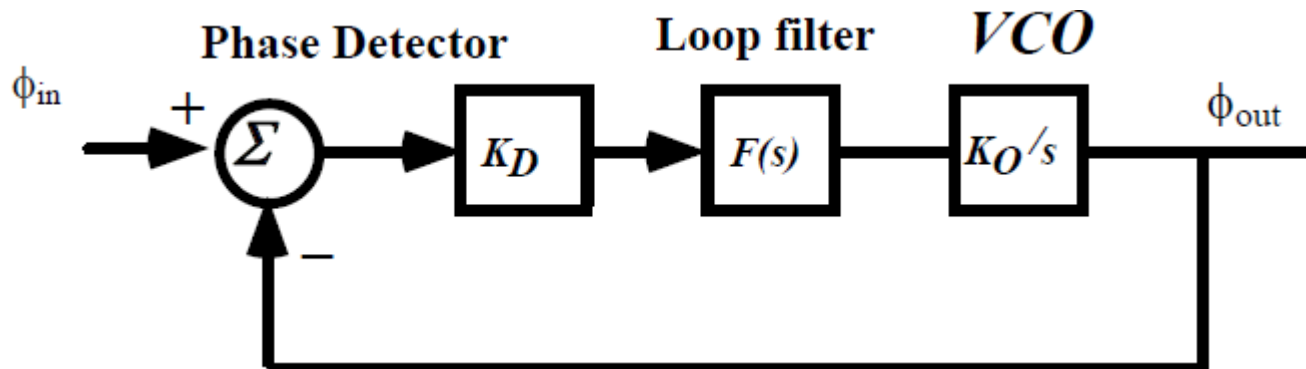 Phase Detector
Loop filter
VCO
ϕin
+
Σ
KD
F(s)
KO/s
ϕout
−